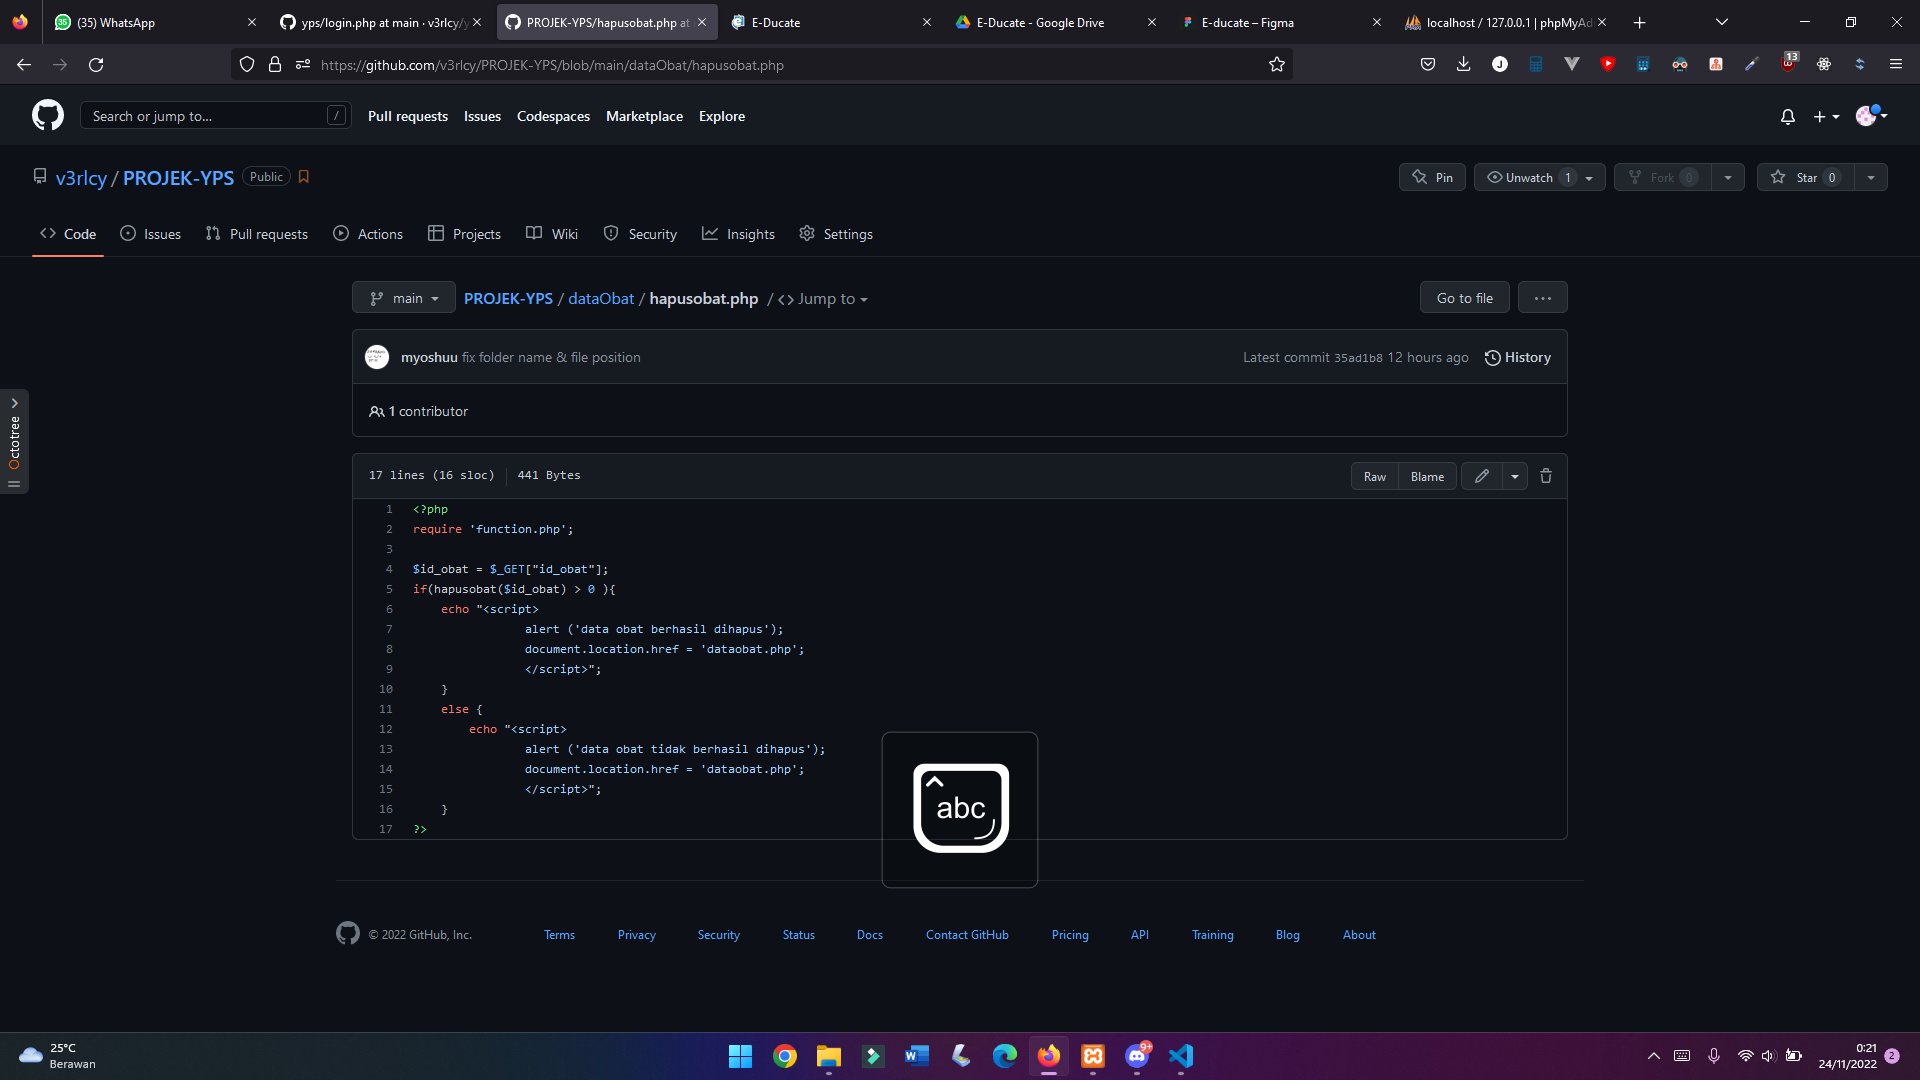 (35) WhatsApp
yps/login.php at main · v3rlcy/y
PROJEK-YPS/hapusobat.php at
E-Ducate
E-Ducate - Google Drive
E-ducate – Figma
localhost / 127.0.0.1 | phpMyAd
https://github.com/v3rlcy/PROJEK-YPS/blob/main/dataObat/hapusobat.php
13
Search or jump to...
/
Pull requests
Issues
Codespaces
Marketplace
Explore
v3rlcy / PROJEK-YPS
Public
Pin
Unwatch 1
Fork 0
Star 0
Code
Issues
Pull requests
Actions
Projects
Wiki
Security
Insights
Settings
main
PROJEK-YPS / dataObat / hapusobat.php / <> Jump to
Go to file
...
myoshuu fix folder name & file position
Latest commit 35ad1b8 12 hours ago
History
1 contributor
Octotree
17 lines (16 sloc)
441 Bytes
Raw
Blame
1 <?php
2 require 'function.php';
3
4 $id_obat = $_GET["id_obat"];
5 if(hapusobat($id_obat) > 0 ){
6 echo "<script>
7 alert ('data obat berhasil dihapus');
8 document.location.href = 'dataobat.php';
9 </script>";
10 }
11 else {
12 echo "<script>
13 alert ('data obat tidak berhasil dihapus');
14 document.location.href = 'dataobat.php';
15 </script>";
16 }
17 ?>
abc
© 2022 GitHub, Inc.
Terms
Privacy
Security
Status
Docs
Contact GitHub
Pricing
API
Training
Blog
About
25°C
Berawan
9+
0:21
24/11/2022
2